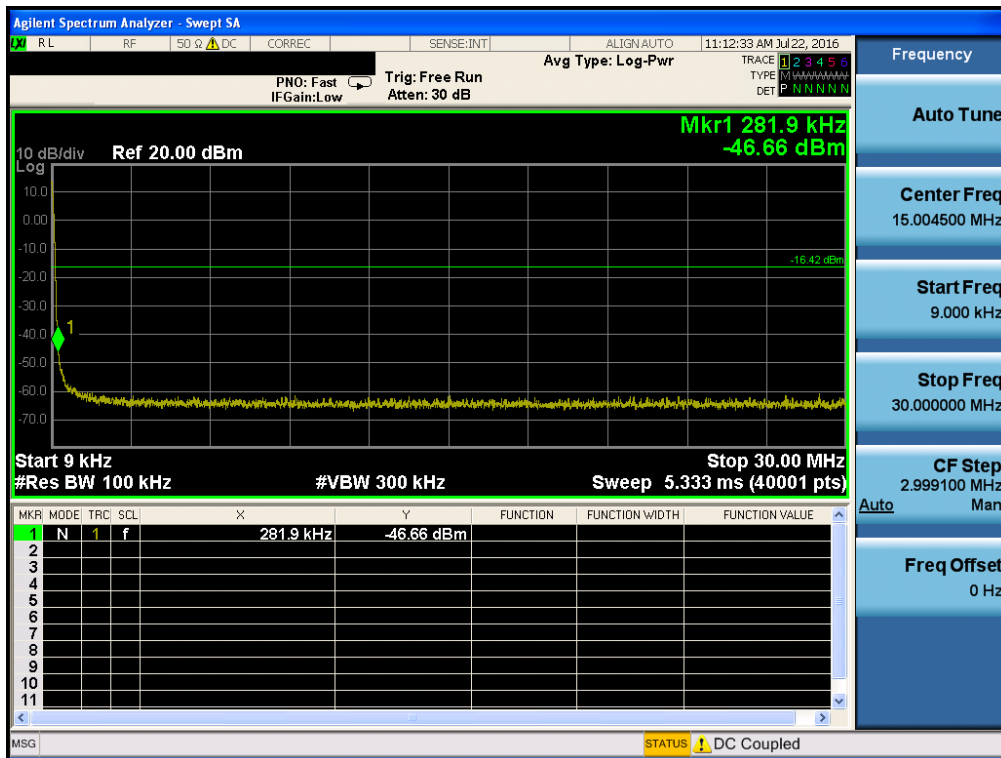 Agilent Spectrum Analyzer - Swept SA
LXI RL RF 50 Ω DC CORREC SENSE:INT ALIGN AUTO 11:12:33 AM Jul 22, 2016
Avg Type: Log-Pwr
TRACE 1 2 3 4 5 6
TYPE M WWWWW
DET P N N N N N
PNO: Fast
IFGain:Low
Trig: Free Run
Atten: 30 dB
Mkr1 281.9 kHz
-46.66 dBm
10 dB/div
Log
Ref 20.00 dBm
10.0
0.00
-10.0
-16.42 dBm
-20.0
-30.0
1
-40.0
-50.0
-60.0
-70.0
Start 9 kHz
Stop 30.00 MHz
#Res BW 100 kHz
#VBW 300 kHz
Sweep 5.333 ms (40001 pts)
MKR MODE TRC SCL X Y FUNCTION FUNCTION WIDTH FUNCTION VALUE
1 N 1 f 281.9 kHz -46.66 dBm
2
3
4
5
6
7
8
9
10
11
MSG
STATUS
DC Coupled
Frequency
Auto Tune
Center Freq
15.004500 MHz
Start Freq
9.000 kHz
Stop Freq
30.000000 MHz
CF Step
2.999100 MHz
Auto Man
Freq Offset
0 Hz